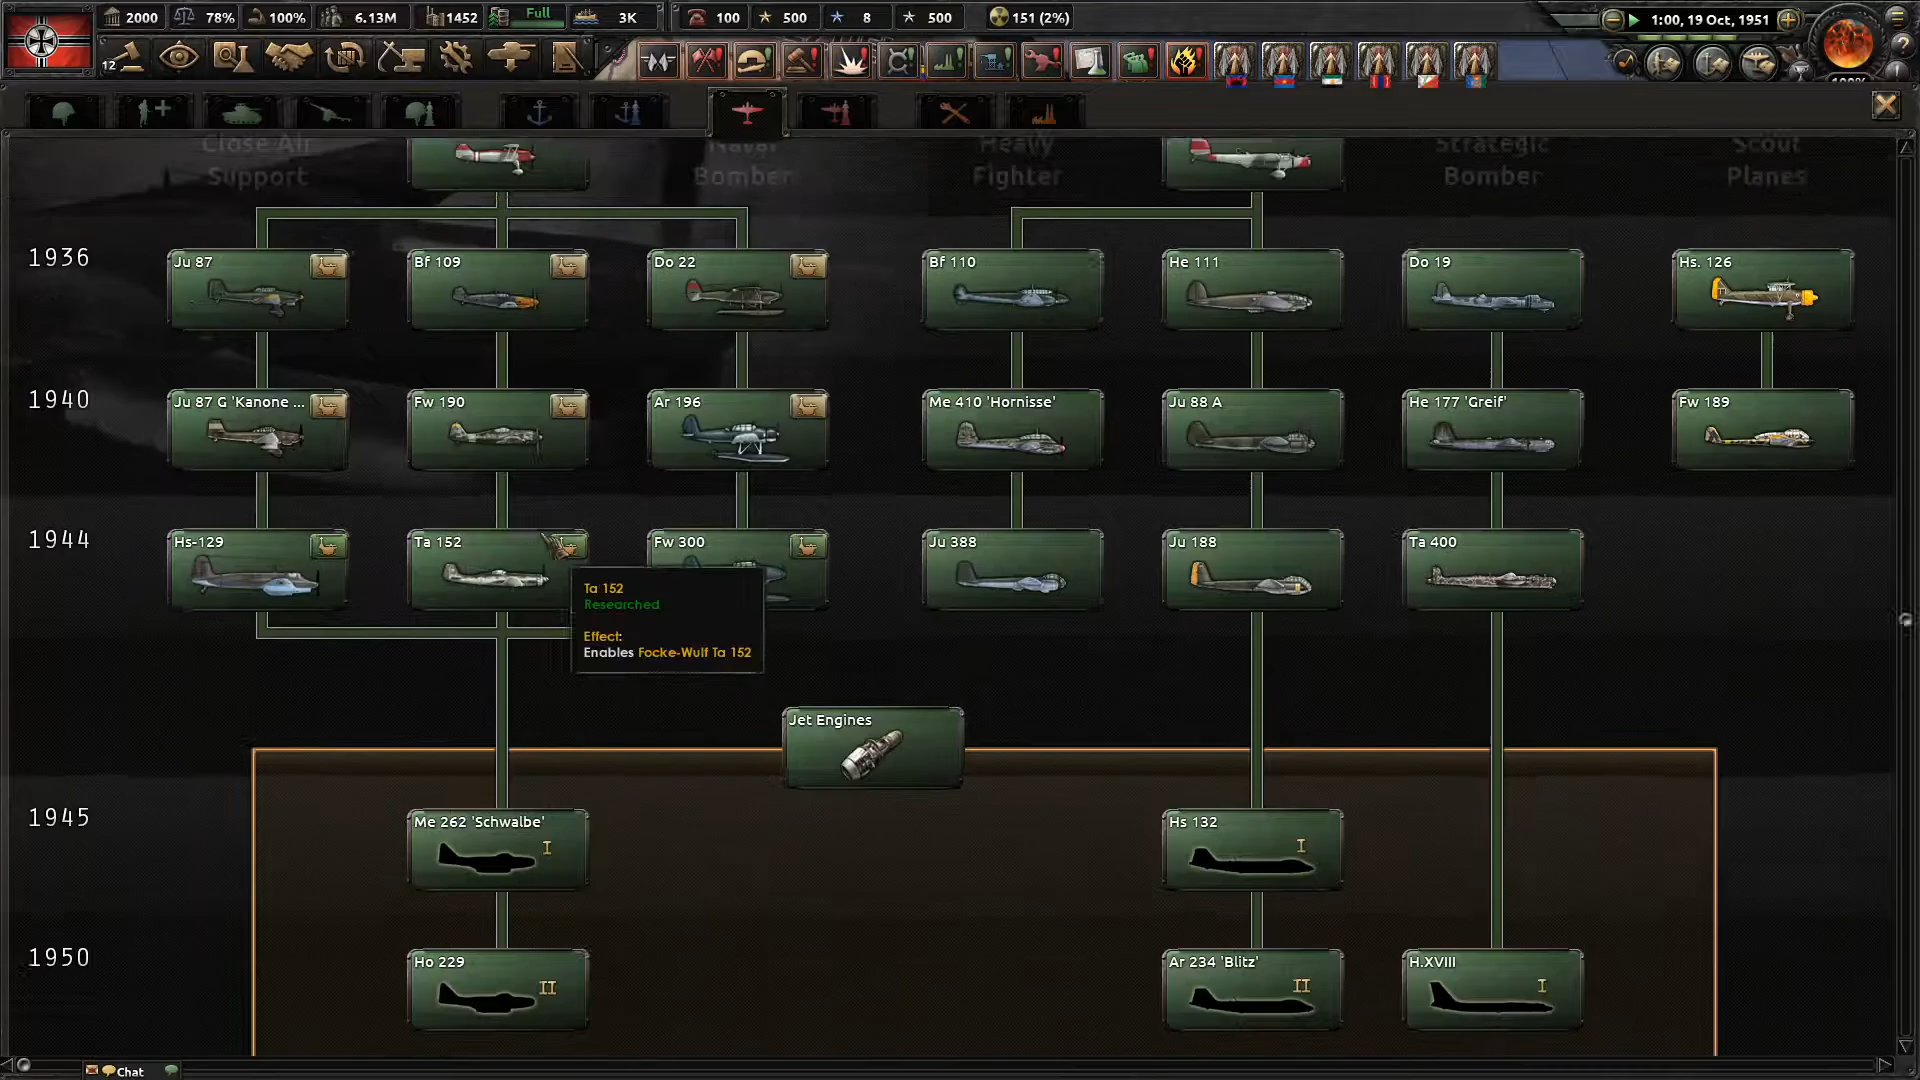 2000 78% 100% 6.13M 1452 Full 3K 100 500 8 500 151 (2%) 1:00, 19 Oct, 1951
12
100%
Close Air Support
Naval Bomber
Heavy Fighter
Strategic Bomber
Scout Planes
1936
Ju 87
Bf 109
Do 22
Bf 110
He 111
Do 19
Hs. 126
1940
Ju 87 G 'Kanone ...
Fw 190
Ar 196
Me 410 'Hornisse'
Ju 88 A
He 177 'Greif'
Fw 189
1944
Hs-129
Ta 152
Fw 300
Ju 388
Ju 188
Ta 400
Ta 152
Researched
Effect:
Enables Focke-Wulf Ta 152
Jet Engines
1945
Me 262 'Schwalbe'
I
Hs 132
I
1950
Ho 229
II
Ar 234 'Blitz'
II
H.XVIII
I
Chat